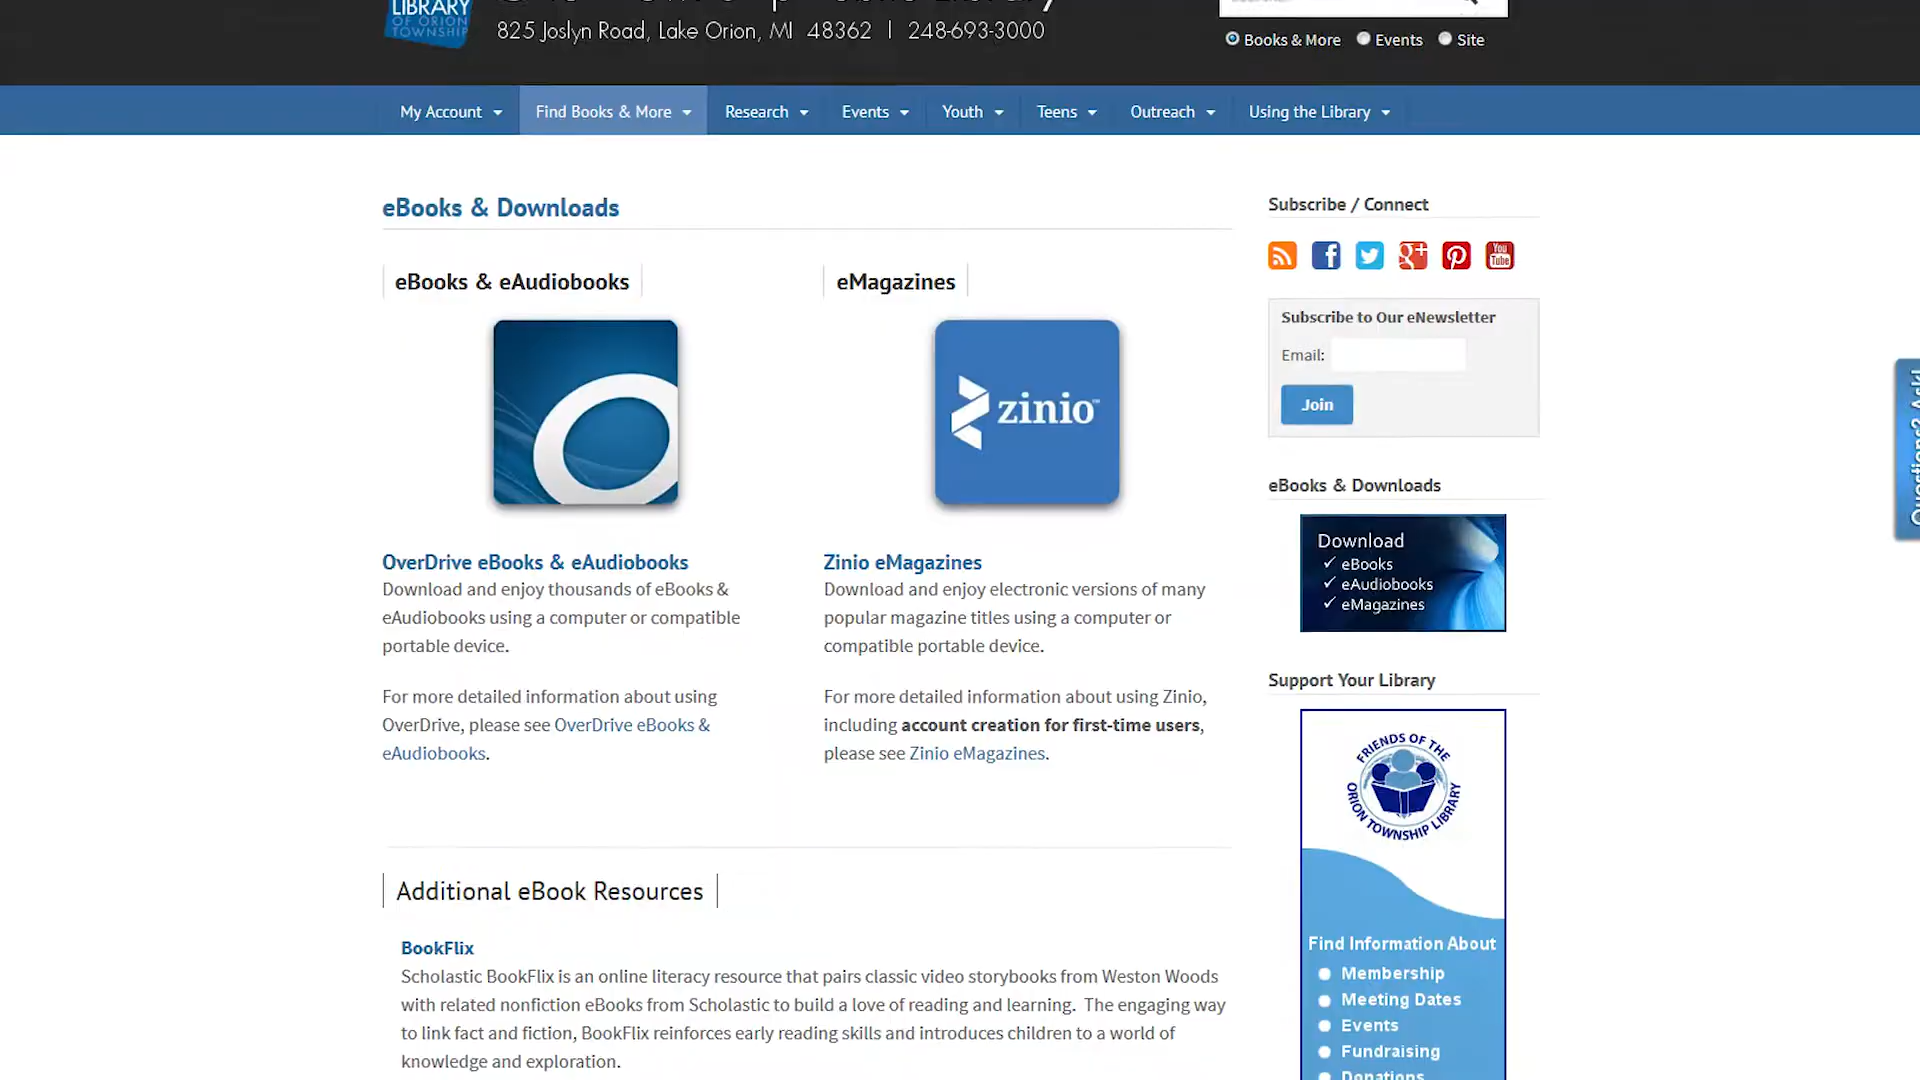 LIBRARY
OF ORION
TOWNSHIP
825 Joslyn Road, Lake Orion, MI 48362 | 248-693-3000
Books & More Events Site
My Account Find Books & More Research Events Youth Teens Outreach Using the Library
eBooks & Downloads
eBooks & eAudiobooks
eMagazines
zinio™
OverDrive eBooks & eAudiobooks
Download and enjoy thousands of eBooks &
eAudiobooks using a computer or compatible
portable device.
For more detailed information about using
OverDrive, please see OverDrive eBooks &
eAudiobooks.
Zinio eMagazines
Download and enjoy electronic versions of many
popular magazine titles using a computer or
compatible portable device.
For more detailed information about using Zinio,
including account creation for first-time users,
please see Zinio eMagazines.
Additional eBook Resources
BookFlix
Scholastic BookFlix is an online literacy resource that pairs classic video storybooks from Weston Woods
with related nonfiction eBooks from Scholastic to build a love of reading and learning. The engaging way
to link fact and fiction, BookFlix reinforces early reading skills and introduces children to a world of
knowledge and exploration.
Subscribe / Connect
You
Tube
Subscribe to Our eNewsletter
Email:
Join
eBooks & Downloads
Download
✓ eBooks
✓ eAudiobooks
✓ eMagazines
Support Your Library
FRIENDS OF THE
ORION TOWNSHIP LIBRARY
Find Information About
Membership
Meeting Dates
Events
Fundraising
Donations
Questions? Ask!